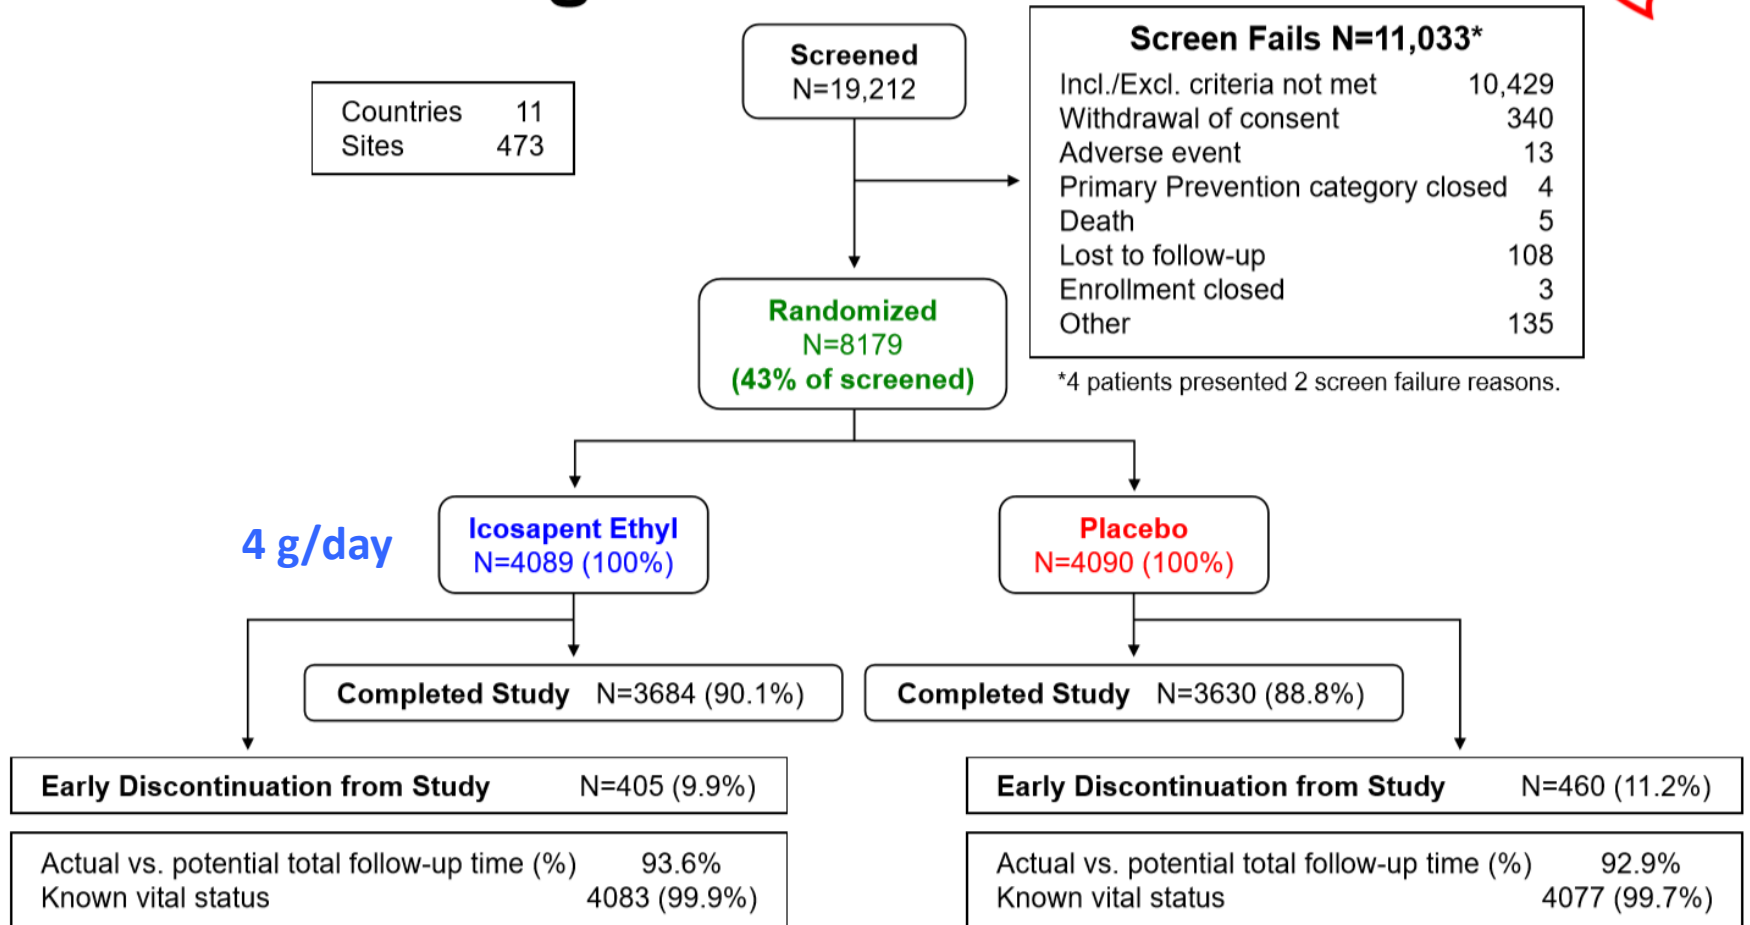 Screened
N=19,212
Countries 11
Sites 473
Screen Fails N=11,033*
Incl./Excl. criteria not met 10,429
Withdrawal of consent 340
Adverse event 13
Primary Prevention category closed 4
Death 5
Lost to follow-up 108
Enrollment closed 3
Other 135
*4 patients presented 2 screen failure reasons.
Randomized
N=8179
(43% of screened)
4 g/day
Icosapent Ethyl
N=4089 (100%)
Placebo
N=4090 (100%)
Completed Study N=3684 (90.1%)
Completed Study N=3630 (88.8%)
Early Discontinuation from Study N=405 (9.9%)
Early Discontinuation from Study N=460 (11.2%)
Actual vs. potential total follow-up time (%) 93.6%
Known vital status 4083 (99.9%)
Actual vs. potential total follow-up time (%) 92.9%
Known vital status 4077 (99.7%)